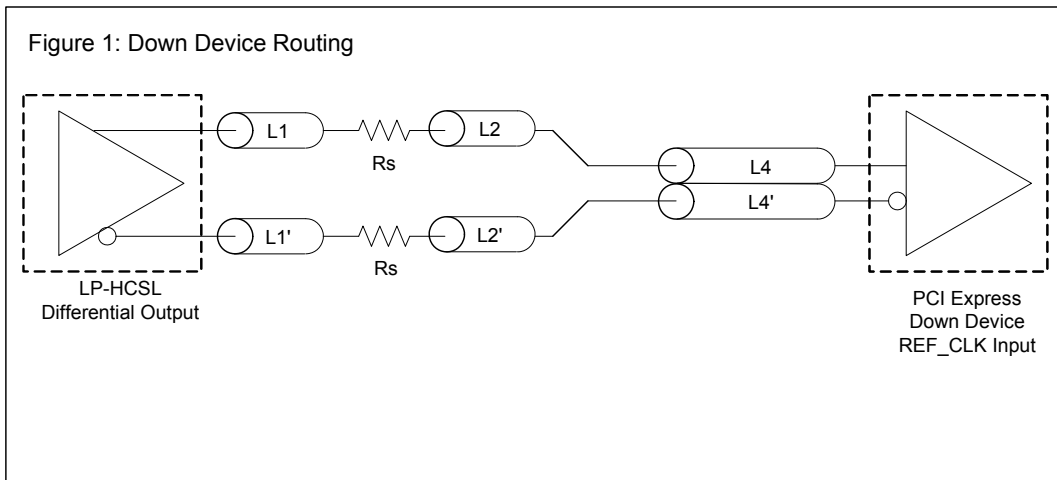 Figure 1: Down Device Routing
L1
Rs
L2
L4
L4'
L1'
Rs
L2'
LP-HCSL
Differential Output
PCI Express
Down Device
REF_CLK Input